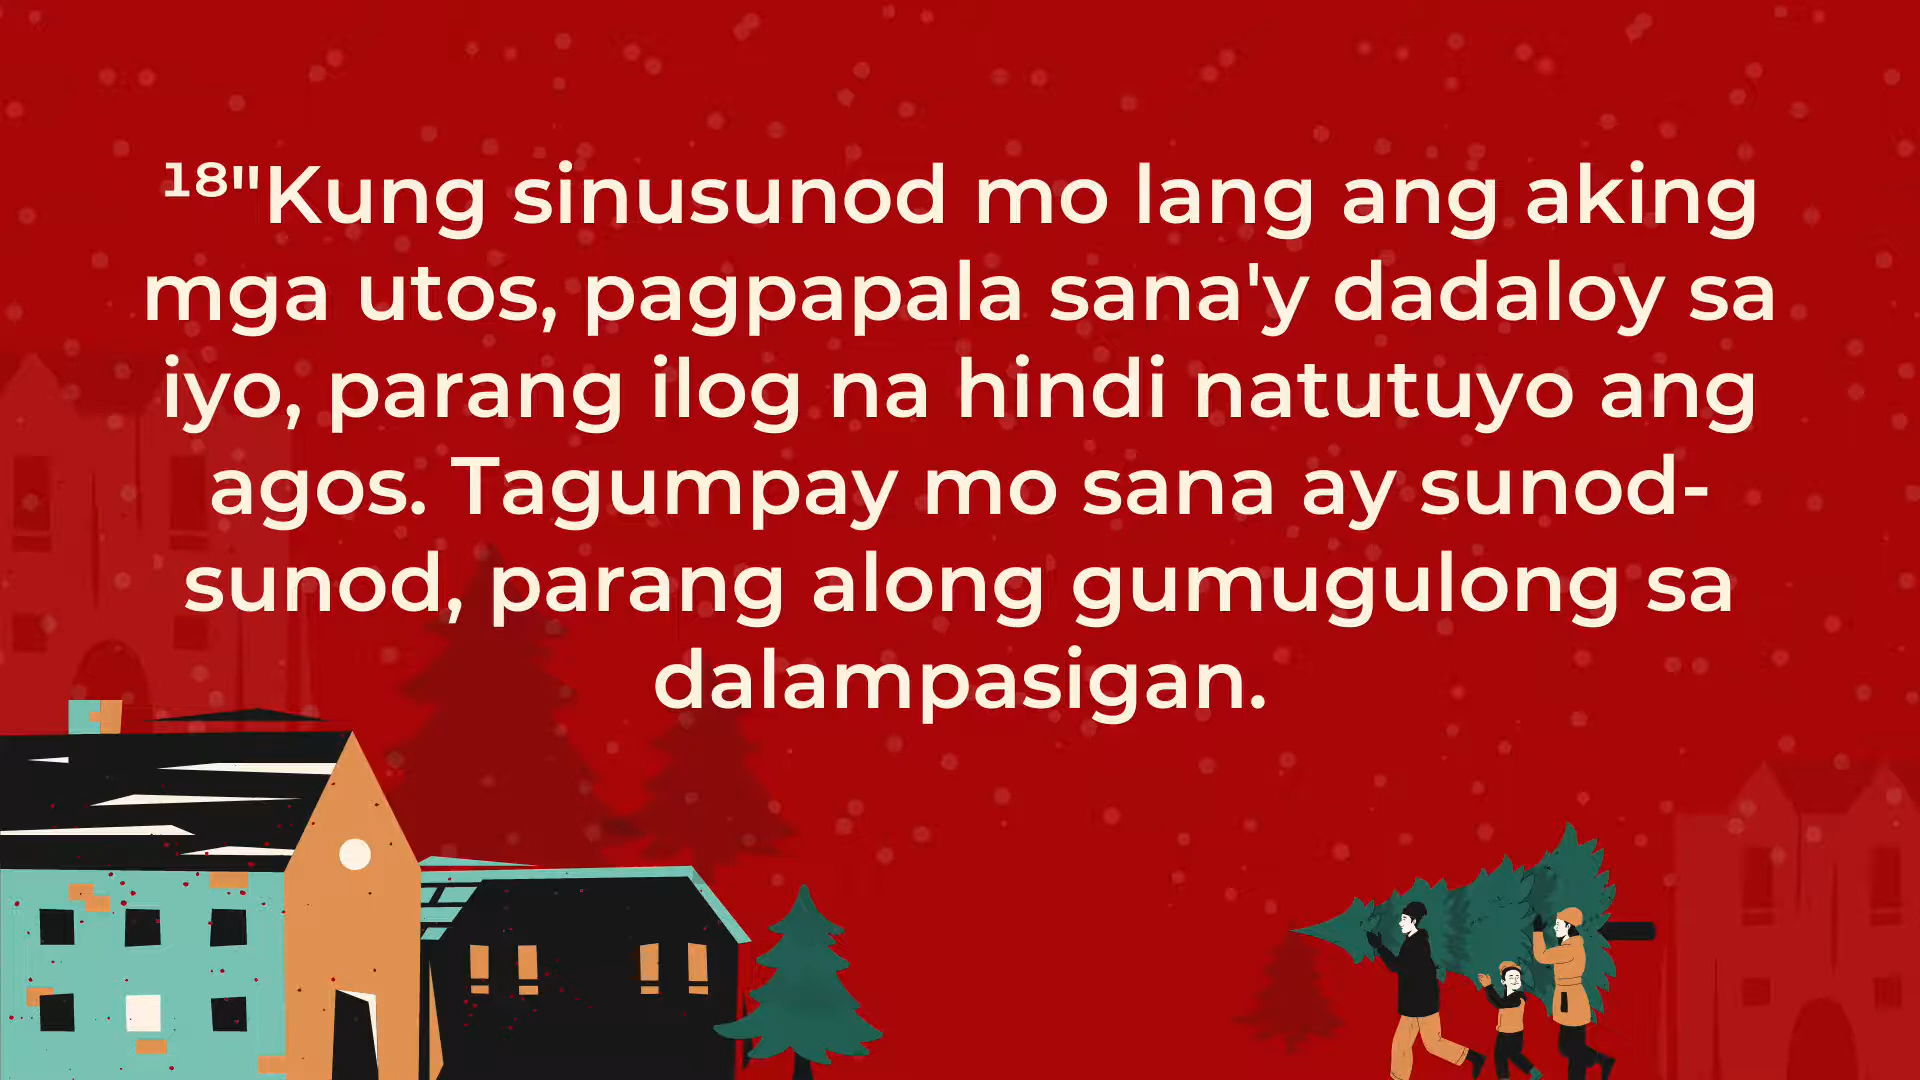 ¹⁸"Kung sinusunod mo lang ang aking
mga utos, pagpapala sana'y dadaloy sa
iyo, parang ilog na hindi natutuyo ang
agos. Tagumpay mo sana ay sunod-
sunod, parang along gumugulong sa
dalampasigan.